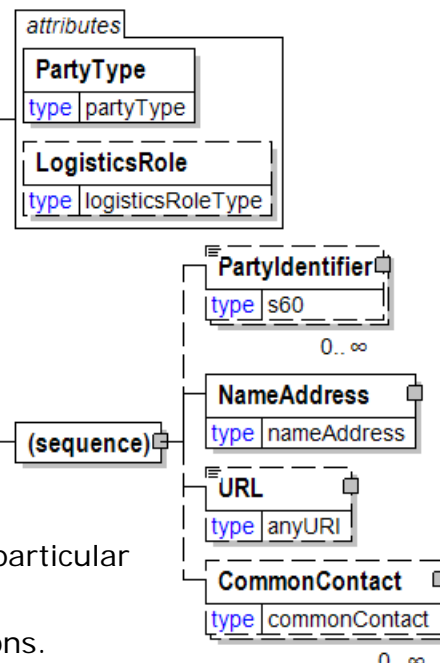 attributes
PartyType
type partyType
LogisticsRole
type logisticsRoleType
PartyIdentifier
type s60
0.. ∞
NameAddress
type nameAddress
(sequence)
URL
type anyURI
particular
CommonContact
type commonContact
ons.
0.. ∞